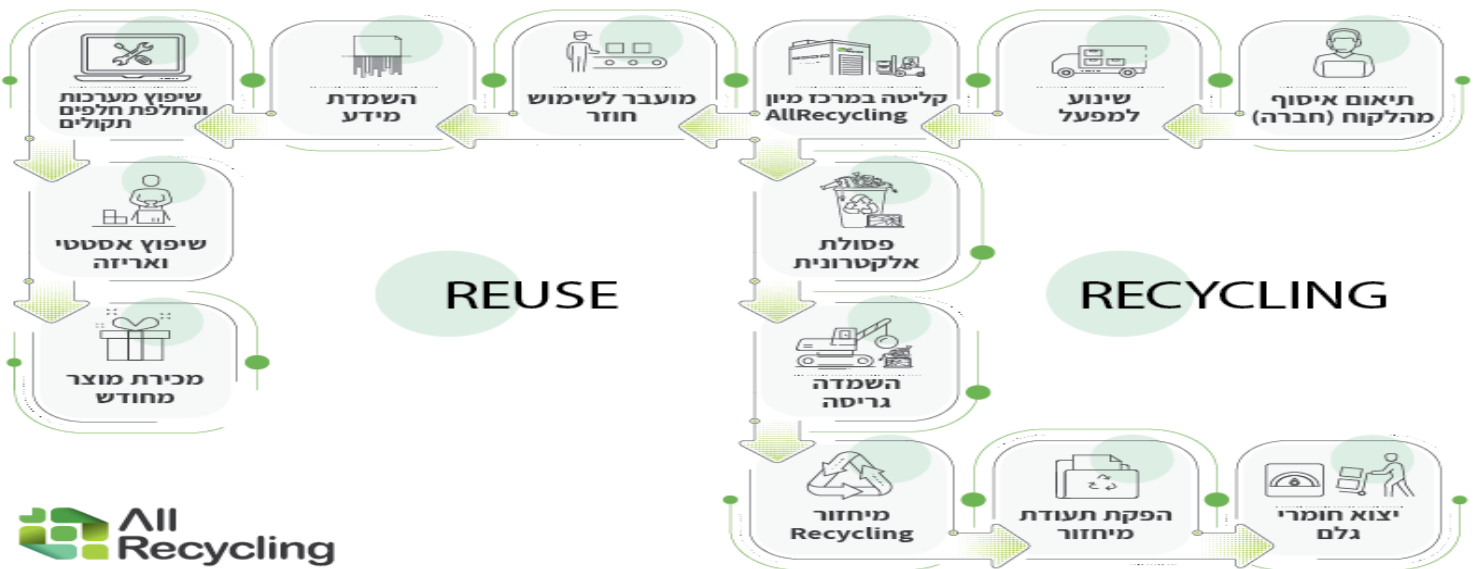 תיאום איסוף
מהלקוח (חברה)
שינוע
למפעל
קליטה במרכז מיון
AllRecycling
מועבר לשימוש
חוזר
השמדת
מידע
שיפוץ מערכות
והחלפת חלפים
תקולים
שיפוץ אסטטי
ואריזה
מכירת מוצר
מחודש
REUSE
פסולת
אלקטרונית
השמדה
גריסה
מיחזור
Recycling
הפקת תעודת
מיחזור
יצוא חומרי
גלם
RECYCLING
All
Recycling